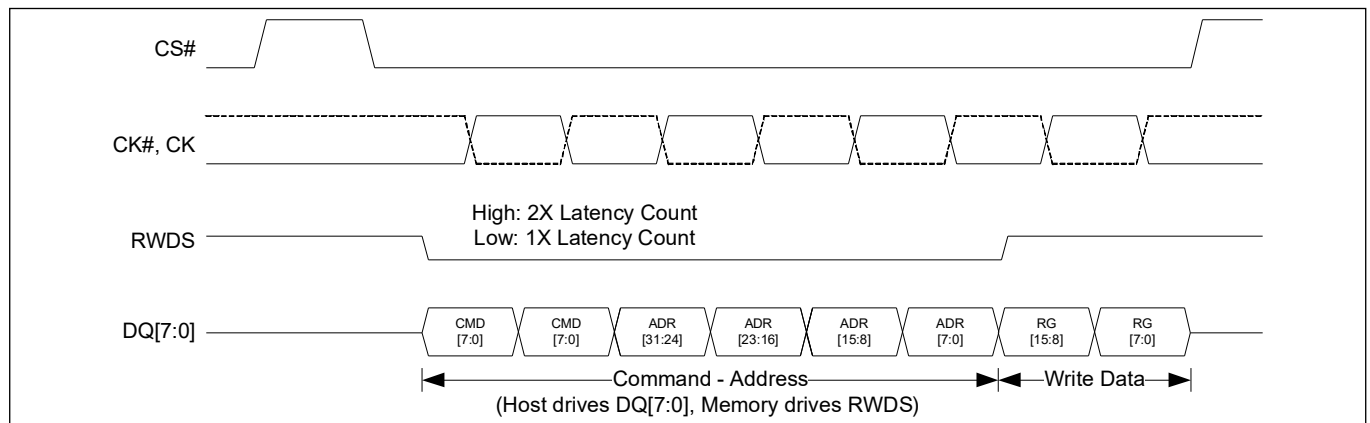 CS#
CK#, CK
High: 2X Latency Count
Low: 1X Latency Count
RWDS
DQ[7:0]
CMD [7:0]
CMD [7:0]
ADR [31:24]
ADR [23:16]
ADR [15:8]
ADR [7:0]
RG [15:8]
RG [7:0]
Command - Address
Write Data
(Host drives DQ[7:0], Memory drives RWDS)